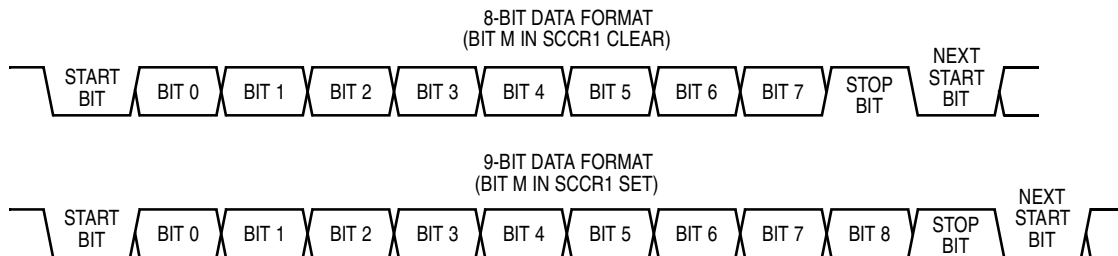 8-BIT DATA FORMAT
(BIT M IN SCCR1 CLEAR)
START BIT
BIT 0
BIT 1
BIT 2
BIT 3
BIT 4
BIT 5
BIT 6
BIT 7
STOP BIT
NEXT START BIT
9-BIT DATA FORMAT
(BIT M IN SCCR1 SET)
START BIT
BIT 0
BIT 1
BIT 2
BIT 3
BIT 4
BIT 5
BIT 6
BIT 7
BIT 8
STOP BIT
NEXT START BIT